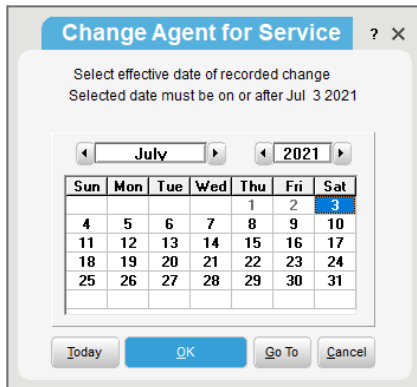 Change Agent for Service ? ×
Select effective date of recorded change
Selected date must be on or after Jul 3 2021
July 2021
Sun Mon Tue Wed Thu Fri Sat
1 2 3
4 5 6 7 8 9 10
11 12 13 14 15 16 17
18 19 20 21 22 23 24
25 26 27 28 29 30 31
Today OK Go To Cancel